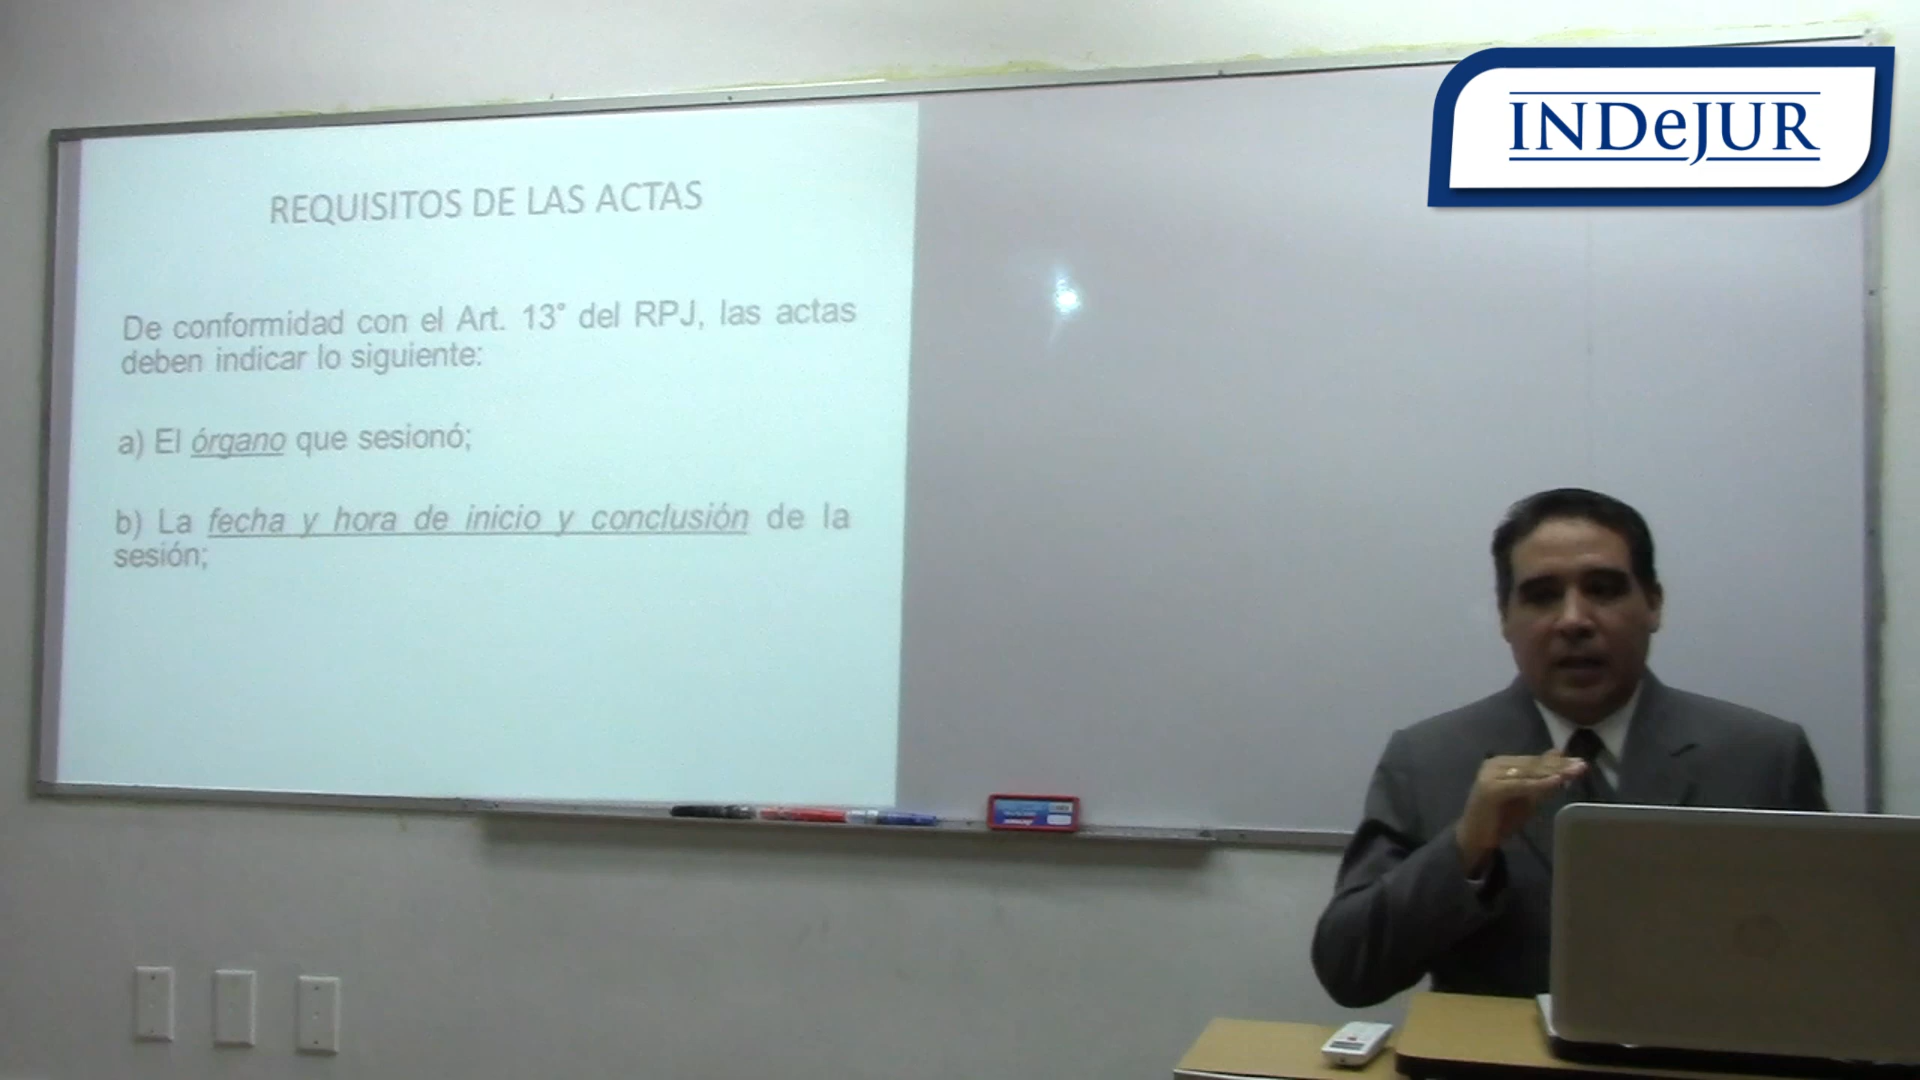 INDeJUR
REQUISITOS DE LAS ACTAS
De conformidad con el Art. 13° del RPJ, las actas
deben indicar lo siguiente:
a) El órgano que sesionó;
b) La fecha y hora de inicio y conclusión de la
sesión;